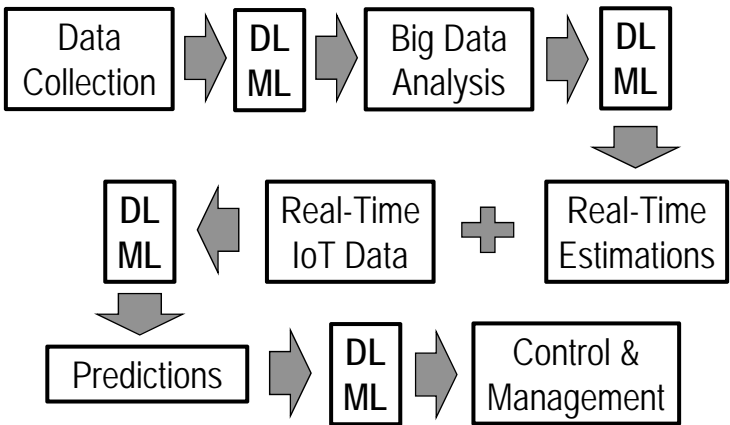 Data
Collection
DL
ML
Big Data
Analysis
DL
ML
DL
ML
Real-Time
IoT Data
Real-Time
Estimations
Predictions
DL
ML
Control &
Management